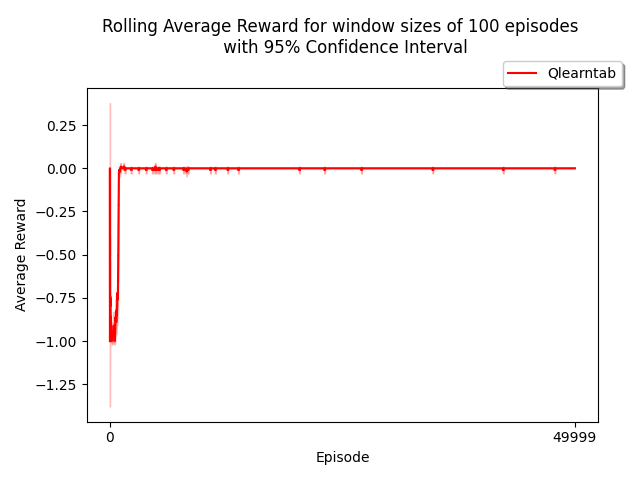 Rolling Average Reward for window sizes of 100 episodes
with 95% Confidence Interval
Qlearntab
0.25
0.00
−0.25
−0.50
−0.75
−1.00
−1.25
Average Reward
0
49999
Episode